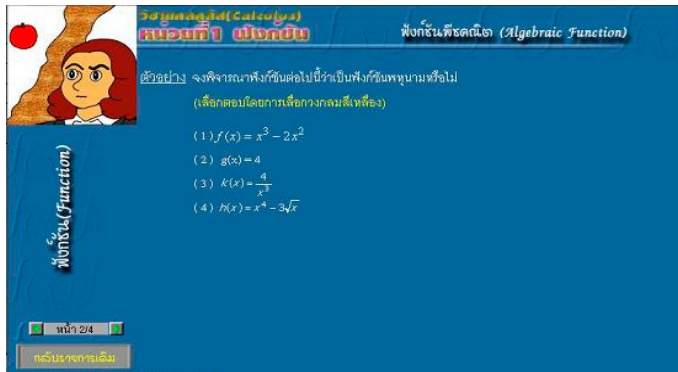 วิชาแคลคูลัส(Calculus)
หน่วยที่ 1 ฟังก์ชัน
ฟังก์ชันพีชคณิต (Algebraic Function)
ตัวอย่าง จงพิจารณาฟังก์ชันต่อไปนี้ว่าเป็นฟังก์ชันพหุนามหรือไม่
(เลือกตอบโดยการเลือกวงกลมสีเหลือง)
(1) f(x) = x³ − 2x²
(2) g(x) = 4
(3) k(x) = 4/x³
(4) h(x) = x⁴ − 3√x
ฟังก์ชัน(Function)
หน้า 2/4
กลับรายการเดิม